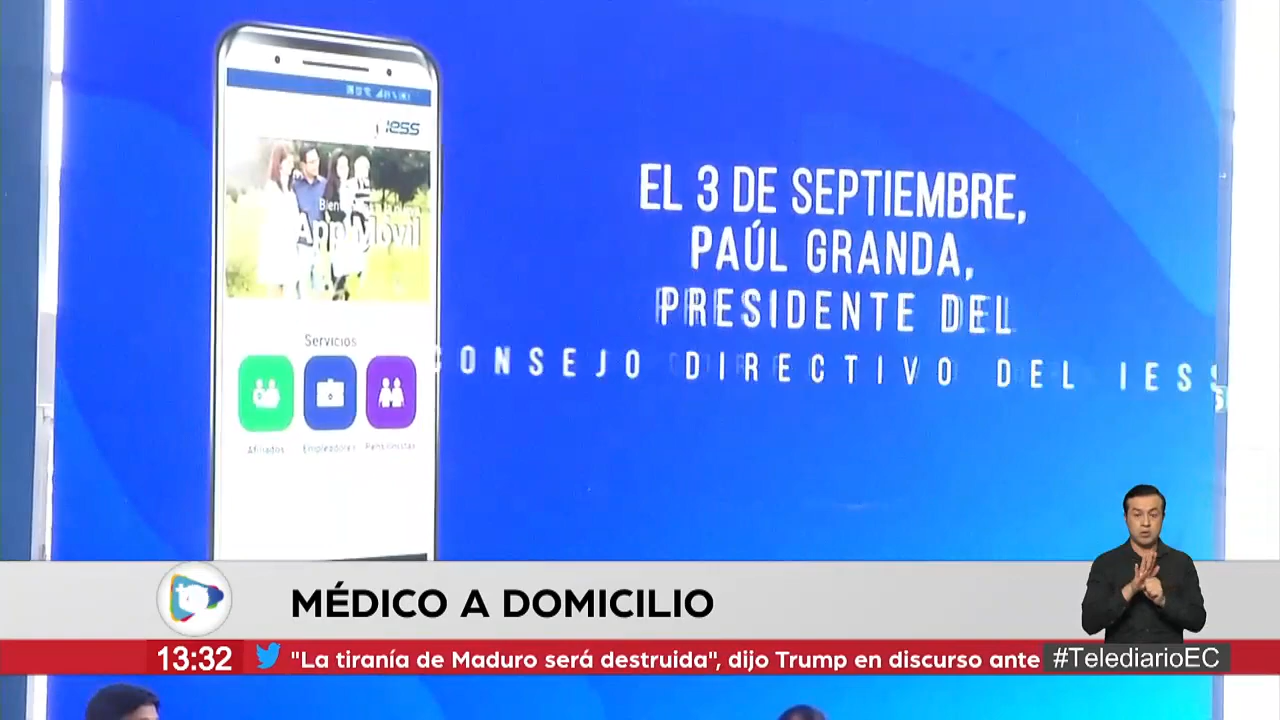 iess
App Móvil
Servicios
Afiliados
Empleadores
Pensionistas
EL 3 DE SEPTIEMBRE,
PAÚL GRANDA,
PRESIDENTE DEL
CONSEJO DIRECTIVO DEL IESS
MÉDICO A DOMICILIO
13:32
"La tiranía de Maduro será destruida", dijo Trump en discurso ante
#TelediarioEC